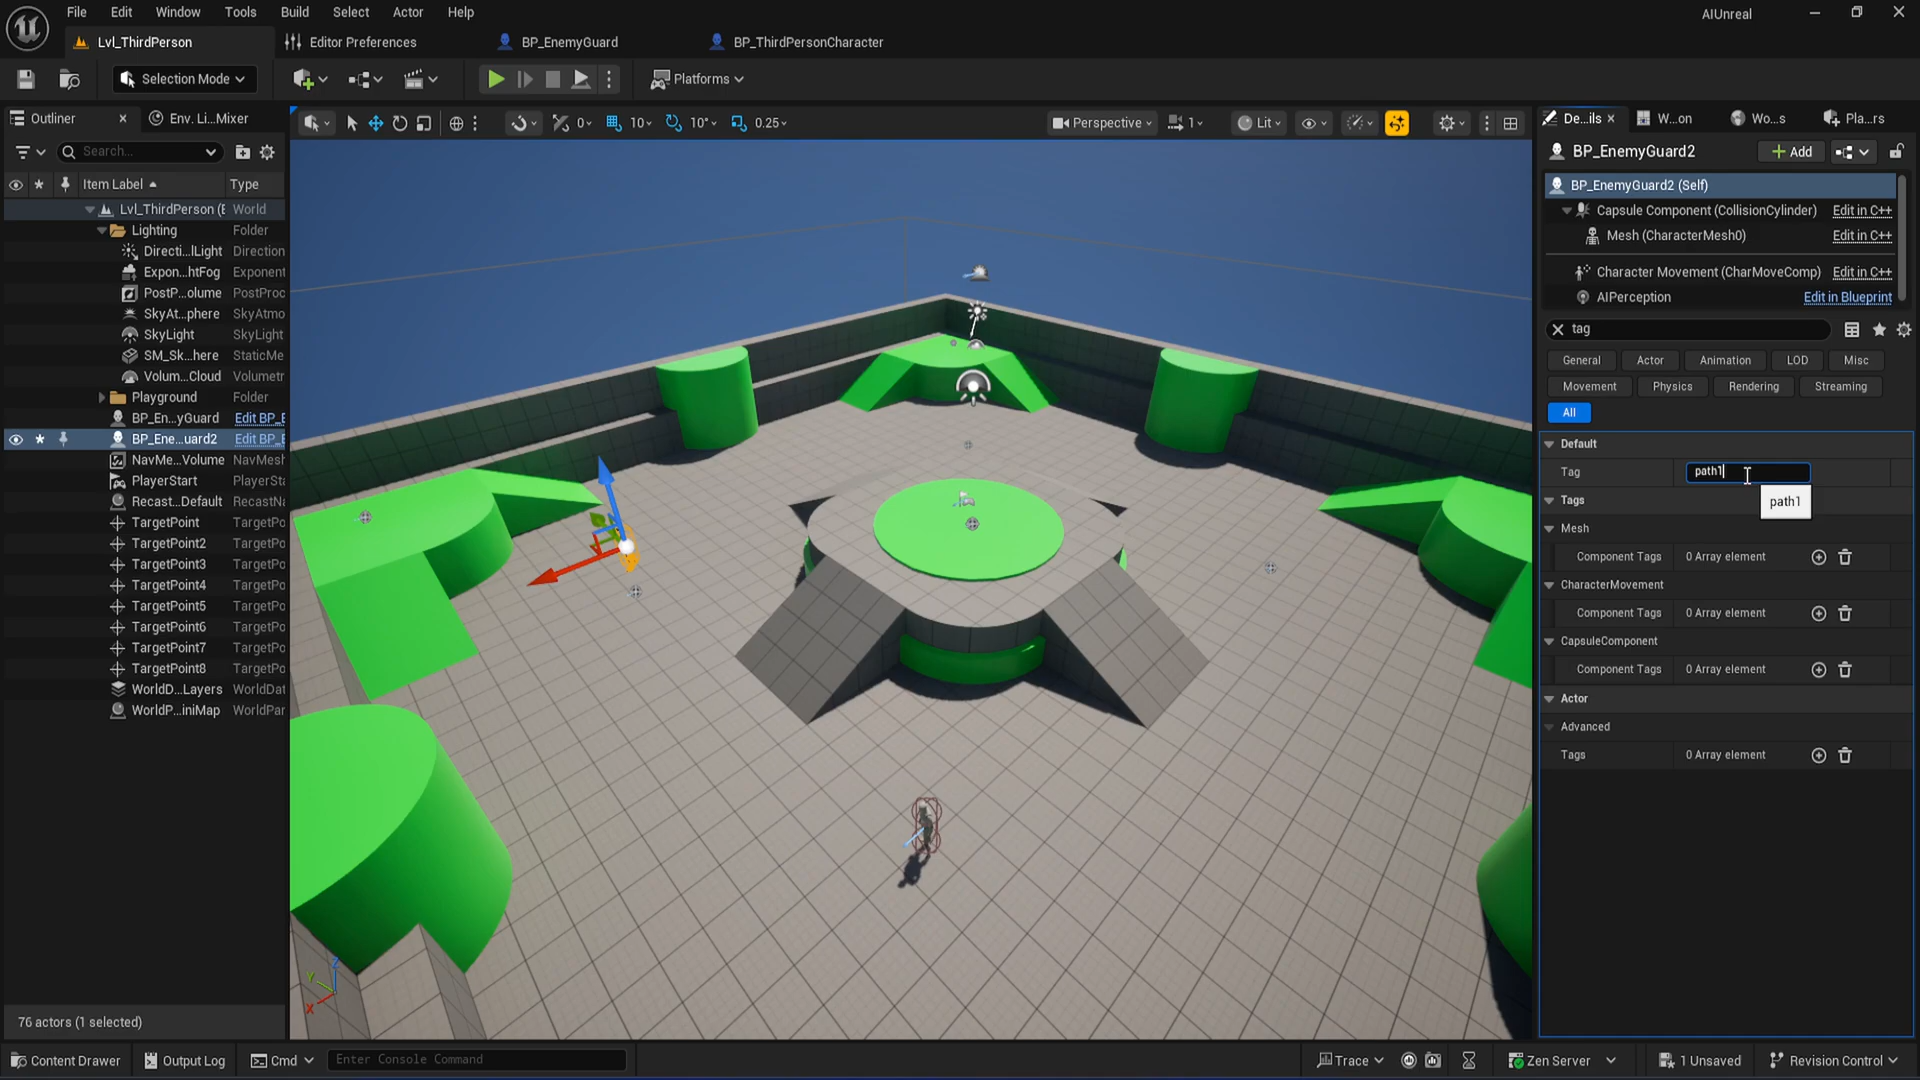 File Edit Window Tools Build Select Actor Help
AIUnreal
Lvl_ThirdPerson
Editor Preferences
BP_EnemyGuard
BP_ThirdPersonCharacter
Selection Mode
Platforms
Outliner
Env. Li...Mixer
0
10
10°
0.25
Perspective
1
Lit
De...ils
W...on
Wo...s
Pla...rs
Search...
BP_EnemyGuard2
Add
Item Label
Type
BP_EnemyGuard2 (Self)
Lvl_ThirdPerson (E
World
Capsule Component (CollisionCylinder)
Edit in C++
Lighting
Folder
Mesh (CharacterMesh0)
Edit in C++
Directi...lLight
Direction
Expon...htFog
Exponent
Character Movement (CharMoveComp)
Edit in C++
PostP...olume
PostProc
AIPerception
Edit in Blueprint
SkyAt...phere
SkyAtmo
SkyLight
SkyLight
tag
SM_Sk...here
StaticMe
General
Actor
Animation
LOD
Misc
Volum...Cloud
Volumetr
Movement
Physics
Rendering
Streaming
Playground
Folder
All
BP_En...yGuard
Edit BP_E
BP_Ene...uard2
Edit BP_E
Default
NavMe...Volume
NavMesh
Tag
path1
PlayerStart
PlayerSta
path1
Recast...Default
RecastNa
Tags
TargetPoint
TargetPo
Mesh
TargetPoint2
TargetPo
Component Tags
0 Array element
TargetPoint3
TargetPo
CharacterMovement
TargetPoint4
TargetPo
Component Tags
0 Array element
TargetPoint5
TargetPo
CapsuleComponent
TargetPoint6
TargetPo
Component Tags
0 Array element
TargetPoint7
TargetPo
Actor
TargetPoint8
TargetPo
Advanced
WorldD...Layers
WorldDat
Tags
0 Array element
WorldP...iniMap
WorldPar
Z
Y
X
76 actors (1 selected)
Content Drawer
Output Log
Cmd
Enter Console Command
Trace
Zen Server
1 Unsaved
Revision Control